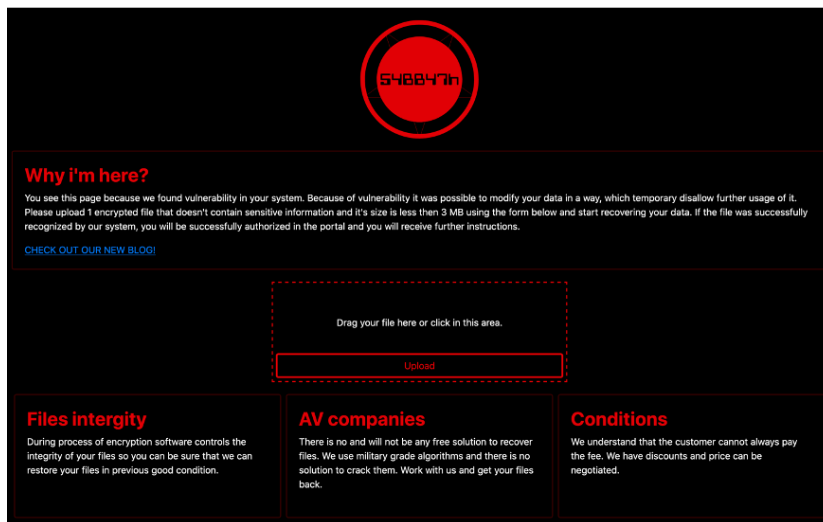 54BB47h
Why i'm here?
You see this page because we found vulnerability in your system. Because of vulnerability it was possible to modify your data in a way, which temporary disallow further usage of it.
Please upload 1 encrypted file that doesn't contain sensitive information and it's size is less then 3 MB using the form below and start recovering your data. If the file was successfully
recognized by our system, you will be successfully authorized in the portal and you will receive further instructions.
CHECK OUT OUR NEW BLOG!
Drag your file here or click in this area.
Upload
Files intergity
During process of encryption software controls the
integrity of your files so you can be sure that we can
restore your files in previous good condition.
AV companies
There is no and will not be any free solution to recover
files. We use military grade algorithms and there is no
solution to crack them. Work with us and get your files
back.
Conditions
We understand that the customer cannot always pay
the fee. We have discounts and price can be
negotiated.